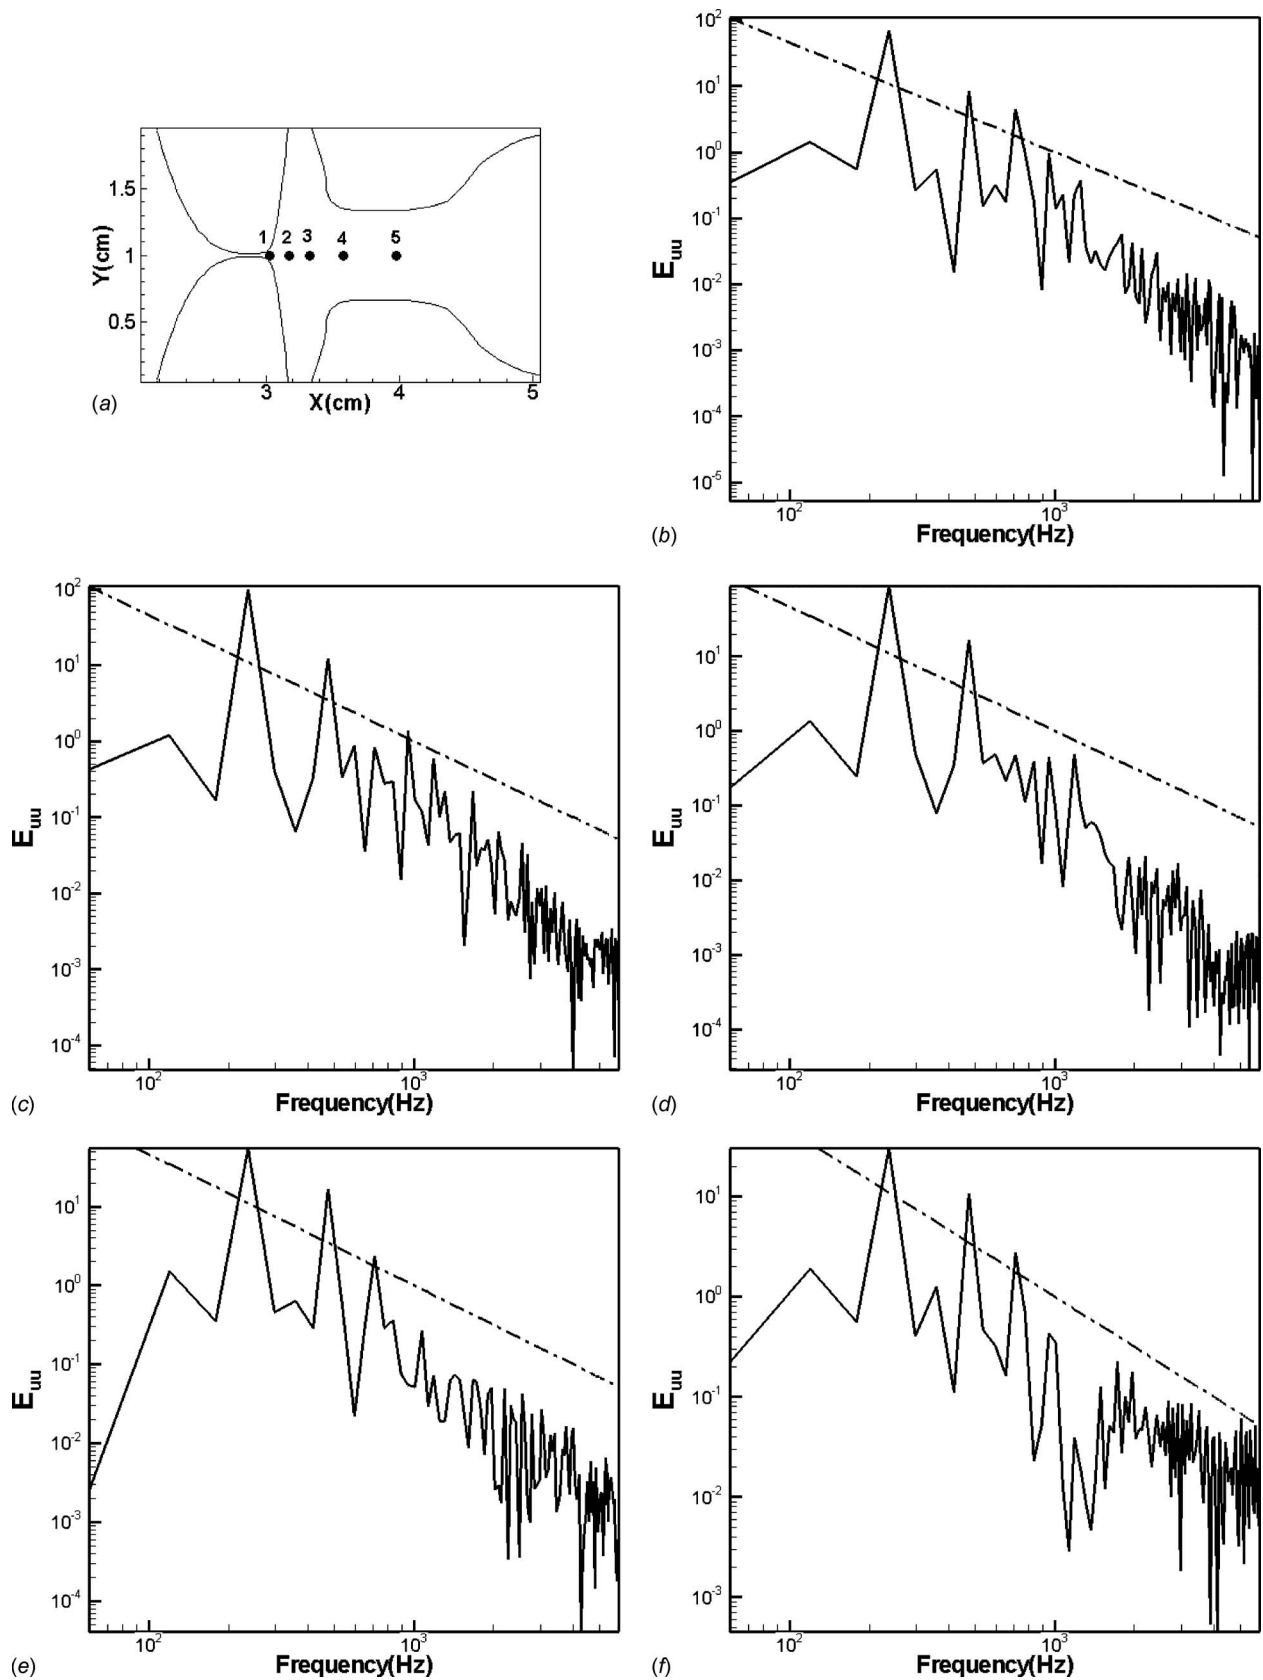 1.5
1
0.5
Y(cm)
1 2 3 4 5
3 4 5
X(cm)
(a)
10²
10¹
10⁰
10⁻¹
10⁻²
10⁻³
10⁻⁴
10⁻⁵
Euu
10² 10³
Frequency(Hz)
(b)
10²
10¹
10⁰
10⁻¹
10⁻²
10⁻³
10⁻⁴
Euu
10² 10³
Frequency(Hz)
(c)
10¹
10⁰
10⁻¹
10⁻²
10⁻³
10⁻⁴
Euu
10² 10³
Frequency(Hz)
(d)
10¹
10⁰
10⁻¹
10⁻²
10⁻³
10⁻⁴
Euu
10² 10³
Frequency(Hz)
(e)
10¹
10⁰
10⁻¹
10⁻²
10⁻³
Euu
10² 10³
Frequency(Hz)
(f)